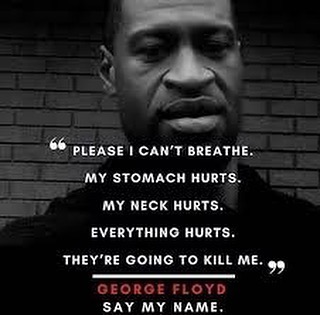 “ PLEASE I CAN’T BREATHE.
MY STOMACH HURTS.
MY NECK HURTS.
EVERYTHING HURTS.
THEY’RE GOING TO KILL ME. ”
GEORGE FLOYD
SAY MY NAME.